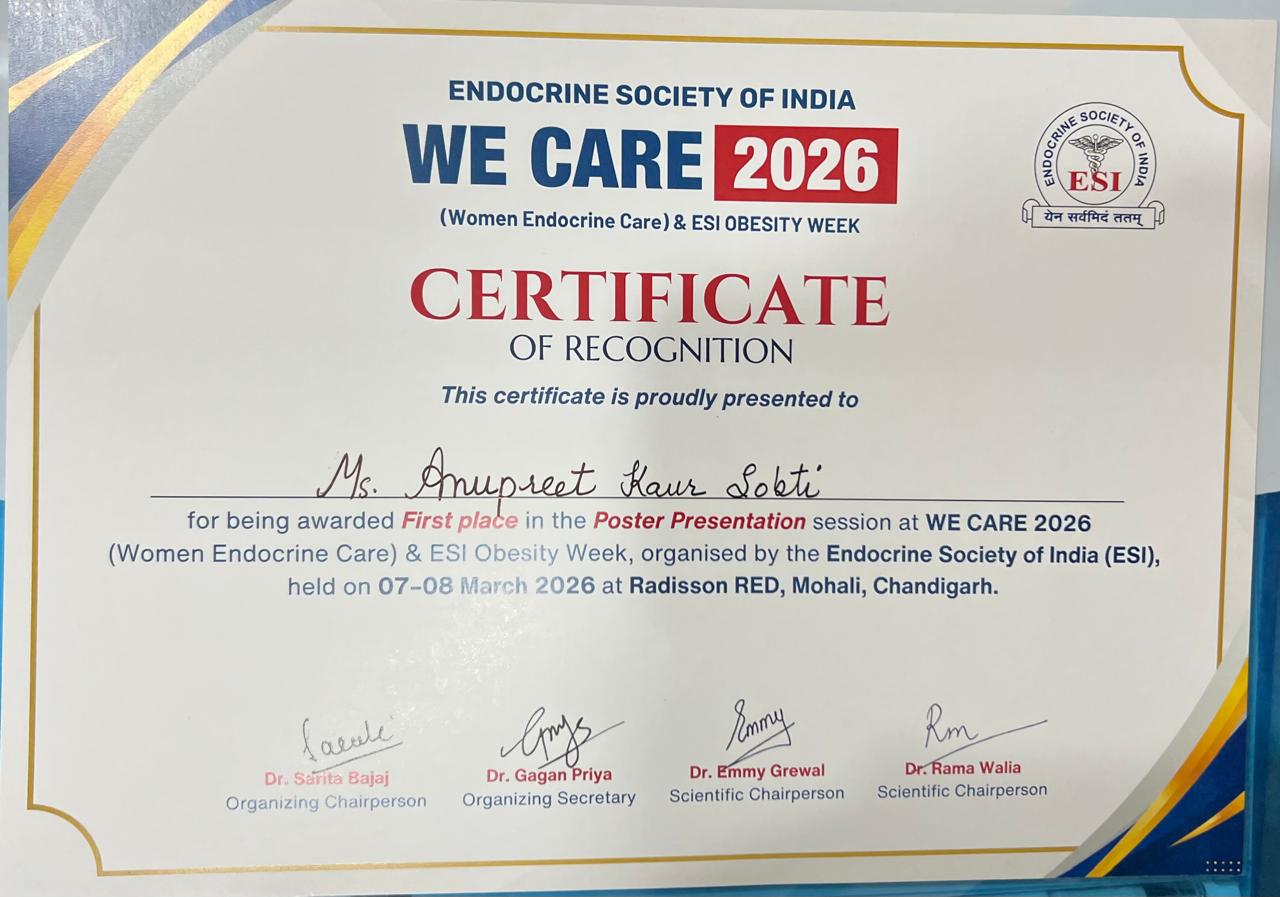 ENDOCRINE SOCIETY OF INDIA
WE CARE 2026
(Women Endocrine Care) & ESI OBESITY WEEK
ENDOCRINE SOCIETY OF INDIA
ESI
येन सर्वमिदं ततम्
CERTIFICATE
OF RECOGNITION
This certificate is proudly presented to
Ms. Anupreet Kaur Sobti
for being awarded First place in the Poster Presentation session at WE CARE 2026
(Women Endocrine Care) & ESI Obesity Week, organised by the Endocrine Society of India (ESI),
held on 07–08 March 2026 at Radisson RED, Mohali, Chandigarh.
Emmy
Rm
Dr. Sarita Bajaj
Organizing Chairperson
Dr. Gagan Priya
Organizing Secretary
Dr. Emmy Grewal
Scientific Chairperson
Dr. Rama Walia
Scientific Chairperson